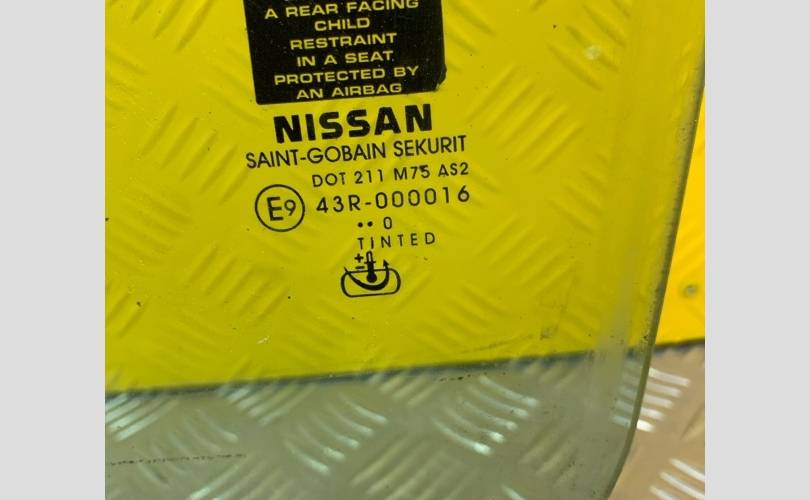 A REAR FACING
CHILD
RESTRAINT
IN A SEAT
PROTECTED BY
AN AIRBAG
NISSAN
SAINT-GOBAIN SEKURIT
DOT 211 M75 AS2
E9 43R-000016
•• 0
TINTED
+
−